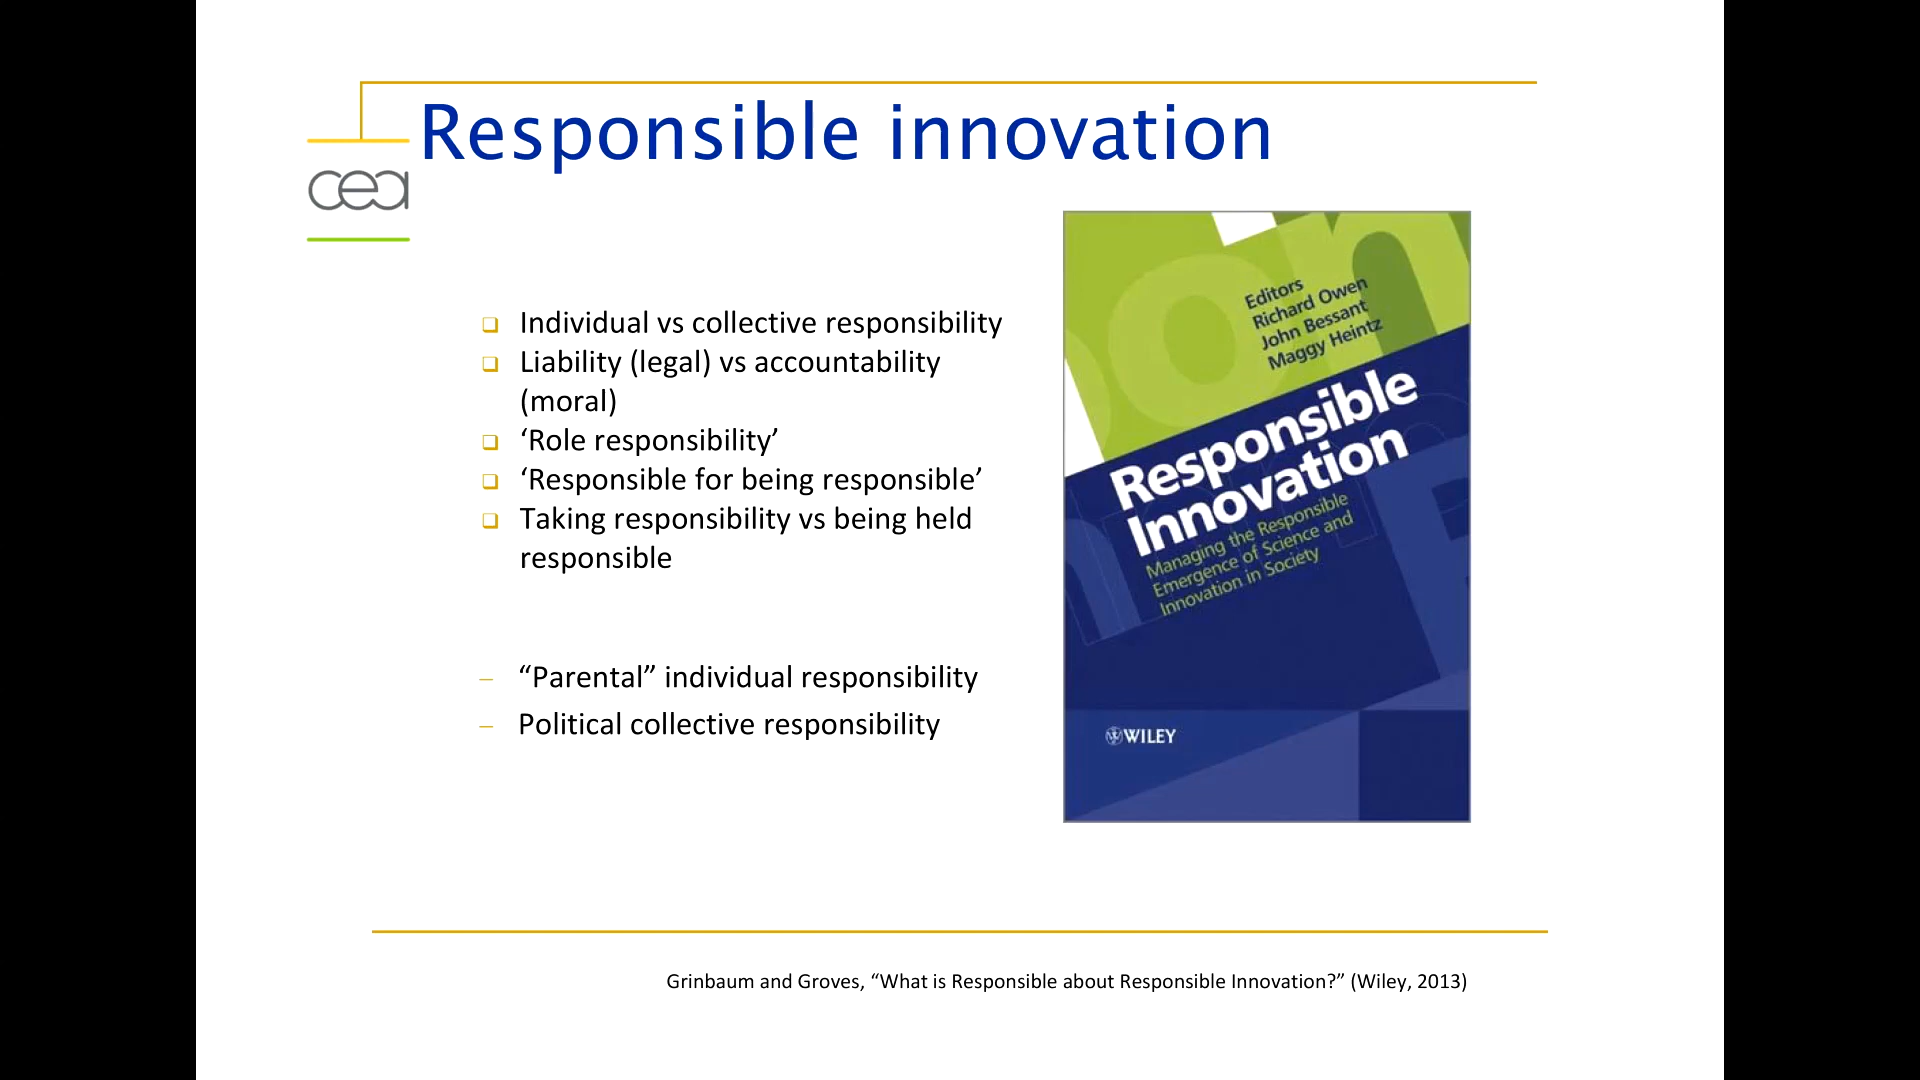 Responsible innovation
cea
Individual vs collective responsibility
Liability (legal) vs accountability
(moral)
‘Role responsibility’
‘Responsible for being responsible’
Taking responsibility vs being held
responsible
– “Parental” individual responsibility
– Political collective responsibility
Editors
Richard Owen
John Bessant
Maggy Heintz
Responsible
Innovation
Managing the Responsible
Emergence of Science and
Innovation in Society
WILEY
Grinbaum and Groves, “What is Responsible about Responsible Innovation?” (Wiley, 2013)